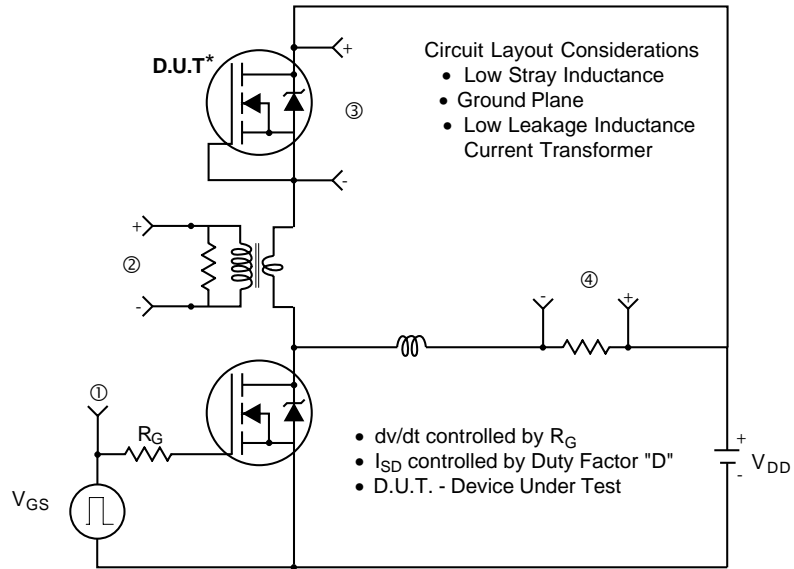 D.U.T*
+
③
-
Circuit Layout Considerations
• Low Stray Inductance
• Ground Plane
• Low Leakage Inductance
Current Transformer
+
②
-
④
- +
①
R_G
V_GS
• dv/dt controlled by R_G
• I_SD controlled by Duty Factor "D"
• D.U.T. - Device Under Test
+
V_DD
-